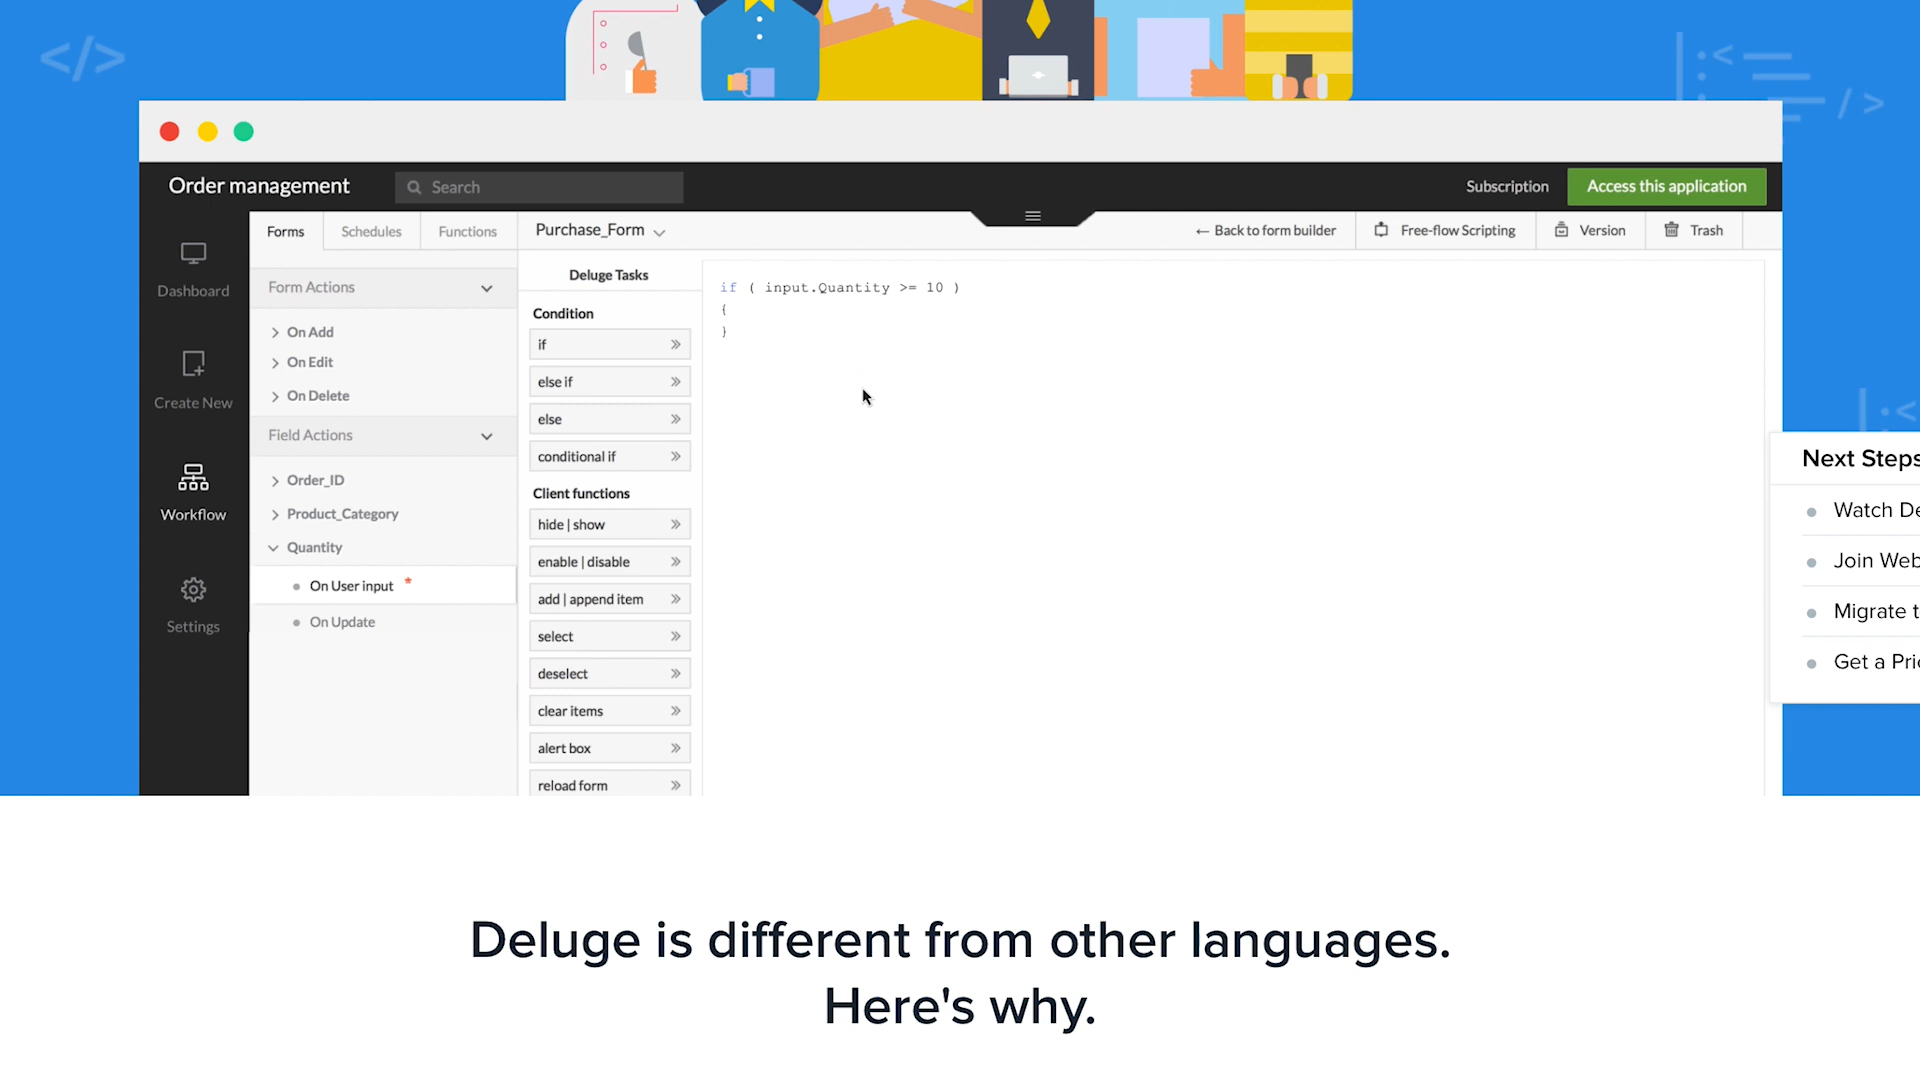 Order management
Search
Subscription
Access this application
Forms
Schedules
Functions
Purchase_Form
← Back to form builder
Free-flow Scripting
Version
Trash
Dashboard
Create New
Workflow
Settings
Form Actions
On Add
On Edit
On Delete
Field Actions
Order_ID
Product_Category
Quantity
On User input *
On Update
Deluge Tasks
Condition
if
else if
else
conditional if
Client functions
hide | show
enable | disable
add | append item
select
deselect
clear items
alert box
reload form
if ( input.Quantity >= 10 )
{
}
Next Steps
Watch
Join
Migrate
Get a
Deluge is different from other languages.
Here's why.